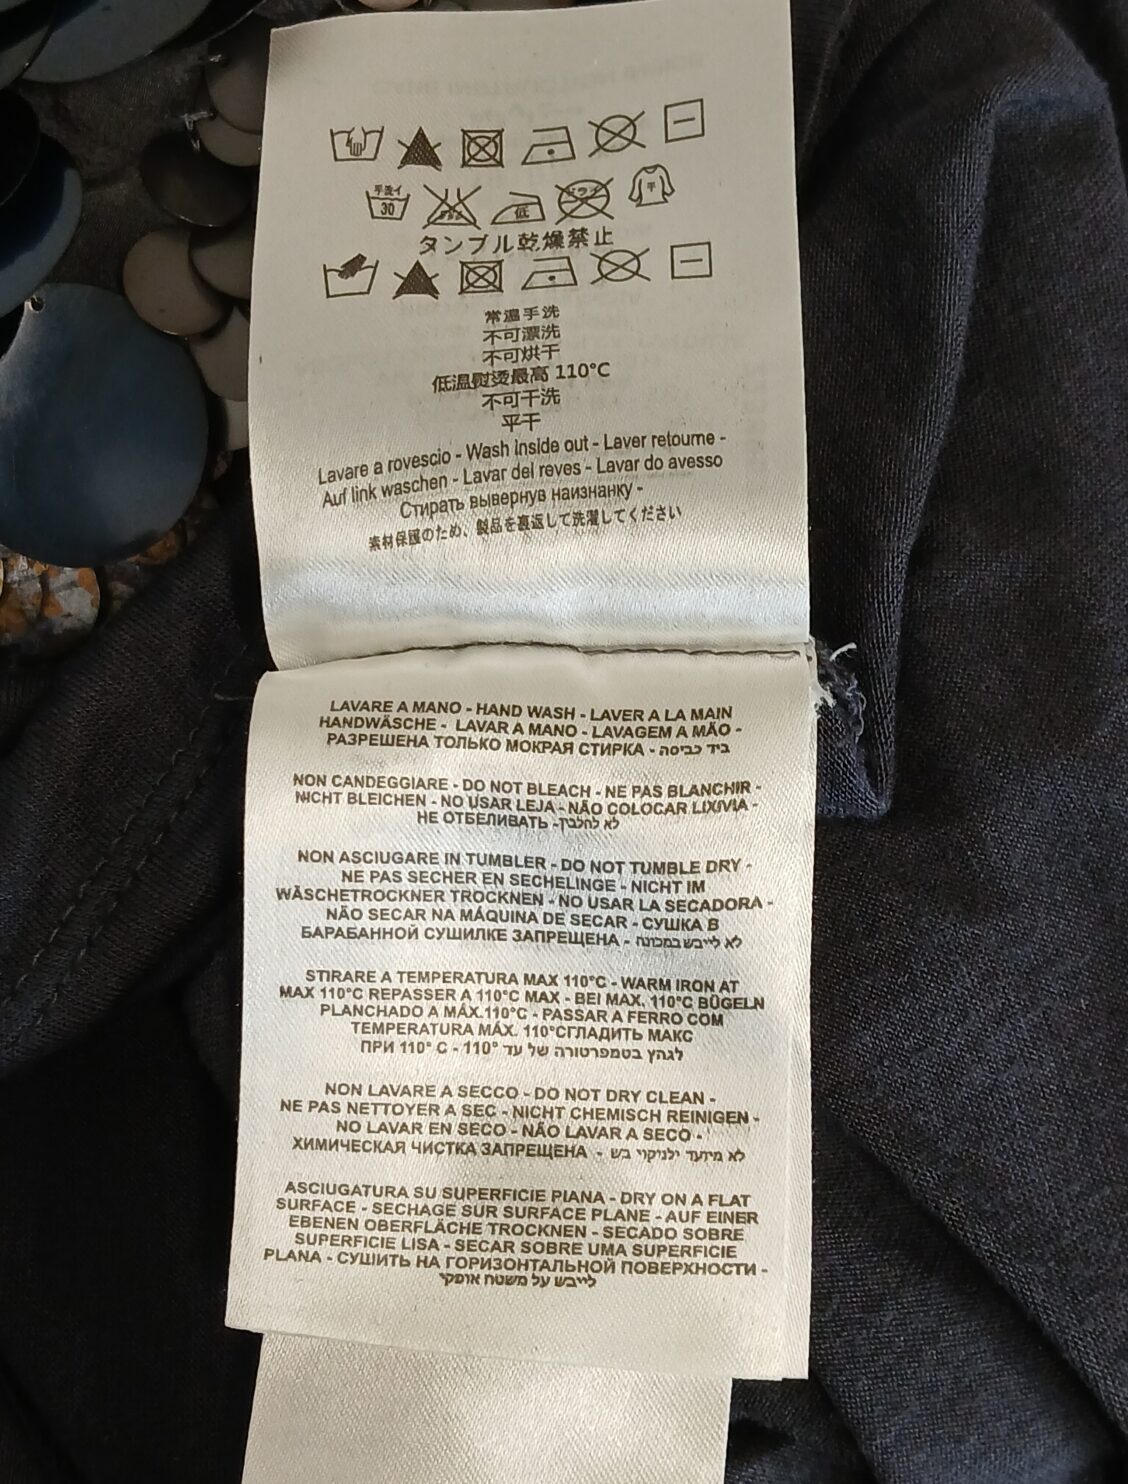 手洗イ
30
低
平
タンブル乾燥禁止
常温手洗
不可漂洗
不可烘干
低温熨烫最高 110°C
不可干洗
平干
Lavare a rovescio - Wash inside out - Laver retourne -
Auf link waschen - Lavar del reves - Lavar do avesso
Стирать вывернув наизнанку -
素材保護のため、製品を裏返して洗濯してください
LAVARE A MANO - HAND WASH - LAVER A LA MAIN
HANDWÄSCHE - LAVAR A MANO - LAVAGEM A MÃO -
РАЗРЕШЕНА ТОЛЬКО МОКРАЯ СТИРКА - ביד כביסה
NON CANDEGGIARE - DO NOT BLEACH - NE PAS BLANCHIR -
NICHT BLEICHEN - NO USAR LEJA - NÃO COLOCAR LIXIVIA -
НЕ ОТБЕЛИВАТЬ - לא לחלבין
NON ASCIUGARE IN TUMBLER - DO NOT TUMBLE DRY -
NE PAS SECHER EN SECHELINGE - NICHT IM
WÄSCHETROCKNER TROCKNEN - NO USAR LA SECADORA -
NÃO SECAR NA MÁQUINA DE SECAR - СУШКА В
БАРАБАННОЙ СУШИЛКЕ ЗАПРЕЩЕНА - לא לייבש במכונה
STIRARE A TEMPERATURA MAX 110°C - WARM IRON AT
MAX 110°C REPASSER A 110°C MAX - BEI MAX. 110°C BÜGELN
PLANCHADO A MÁX.110°C - PASSAR A FERRO COM
TEMPERATURA MÁX. 110°CГЛАДИТЬ МАКС
ПРИ 110° C - לגהץ בטמפרטורה של עד 110°
NON LAVARE A SECCO - DO NOT DRY CLEAN -
NE PAS NETTOYER A SEC - NICHT CHEMISCH REINIGEN -
NO LAVAR EN SECO - NÃO LAVAR A SECO -
ХИМИЧЕСКАЯ ЧИСТКА ЗАПРЕЩЕНА - לא מיועד ילניקוי בש
ASCIUGATURA SU SUPERFICIE PIANA - DRY ON A FLAT
SURFACE - SECHAGE SUR SURFACE PLANE - AUF EINER
EBENEN OBERFLÄCHE TROCKNEN - SECADO SOBRE
SUPERFICIE LISA - SECAR SOBRE UMA SUPERFICIE
PLANA - СУШИТЬ НА ГОРИЗОНТАЛЬНОЙ ПОВЕРХНОСТИ -
לייבש על משטח אופקי